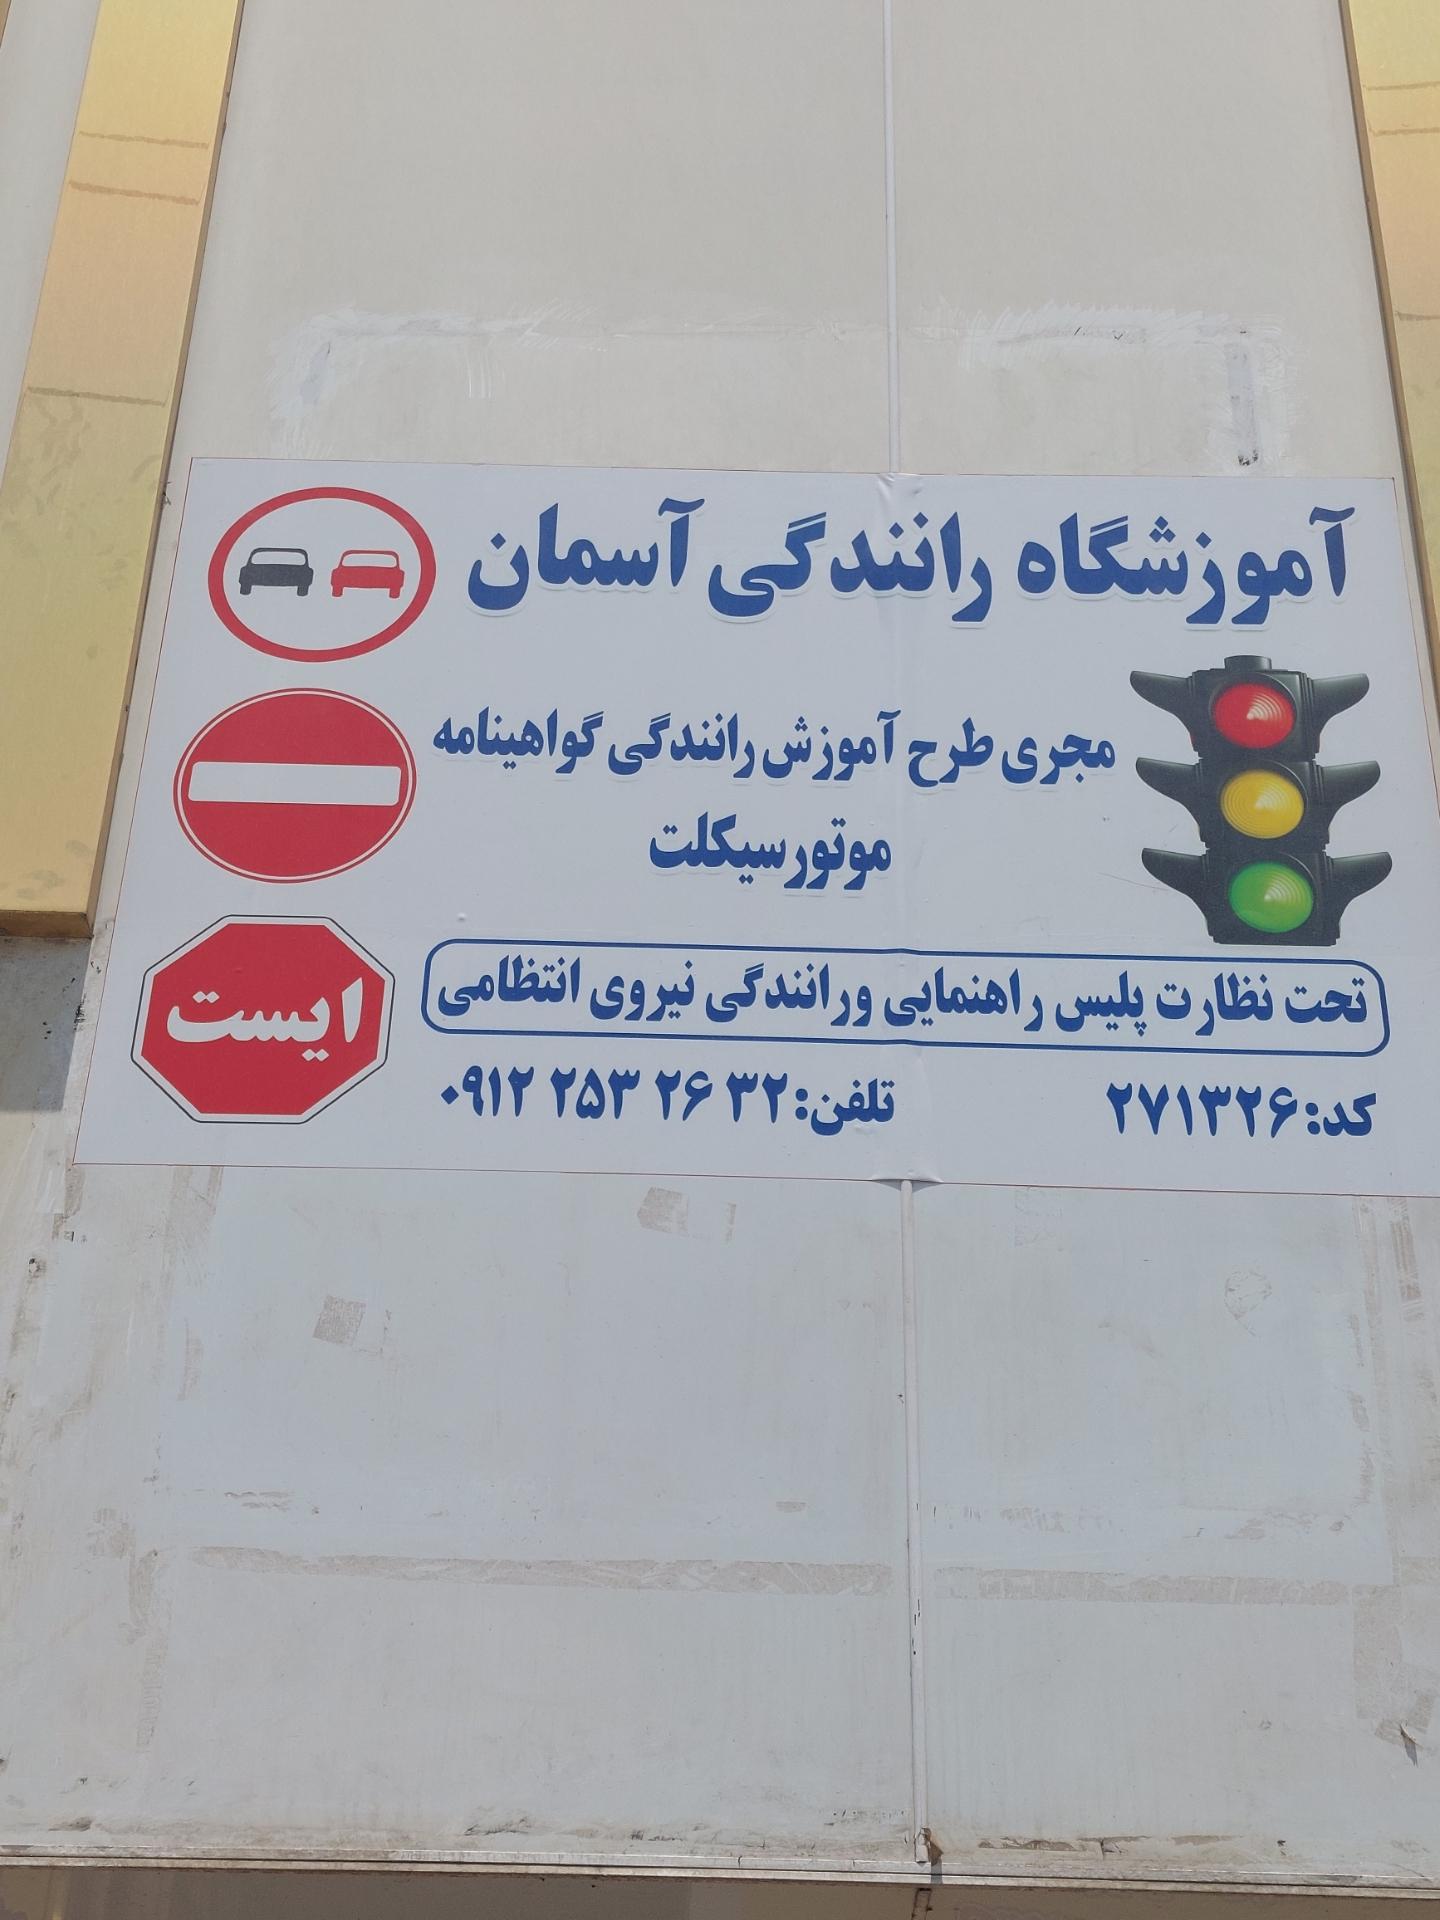 آموزشگاه رانندگی آسمان
مجری طرح آموزش رانندگی گواهینامه
موتورسیکلت
تحت نظارت پلیس راهنمایی ورانندگی نیروی انتظامی
کد:۲۷۱۳۲۶
تلفن:۳۲ ۲۶ ۲۵۳ ۰۹۱۲
ایست